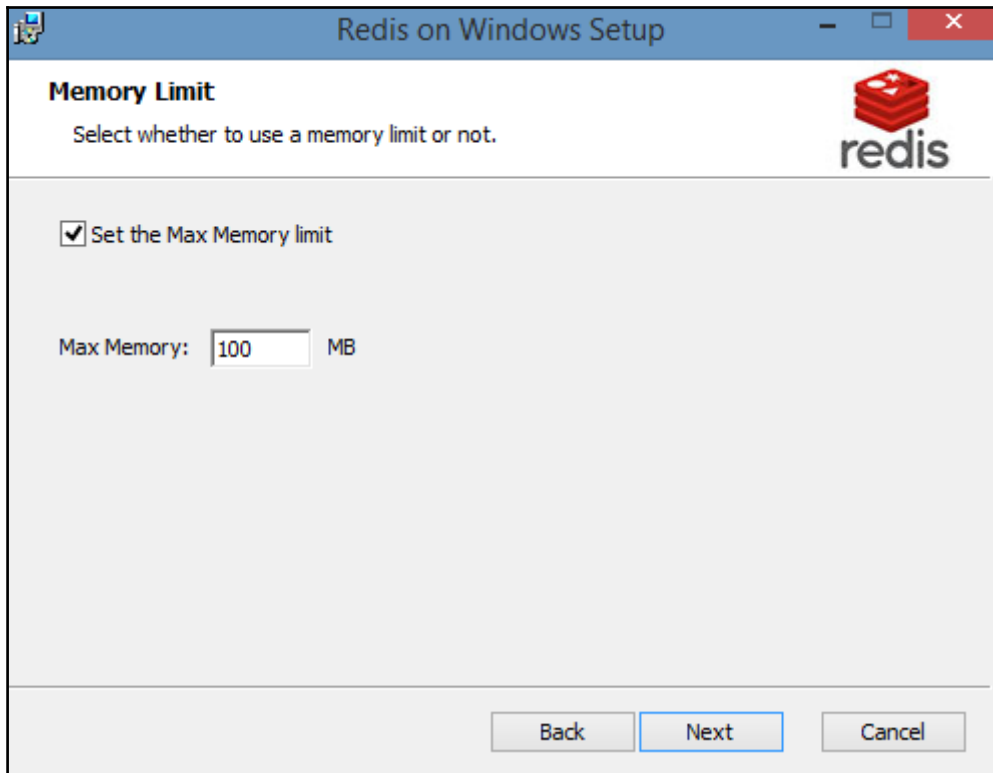 Redis on Windows Setup
Memory Limit
Select whether to use a memory limit or not.
redis
Set the Max Memory limit
Max Memory: 100 MB
Back Next Cancel